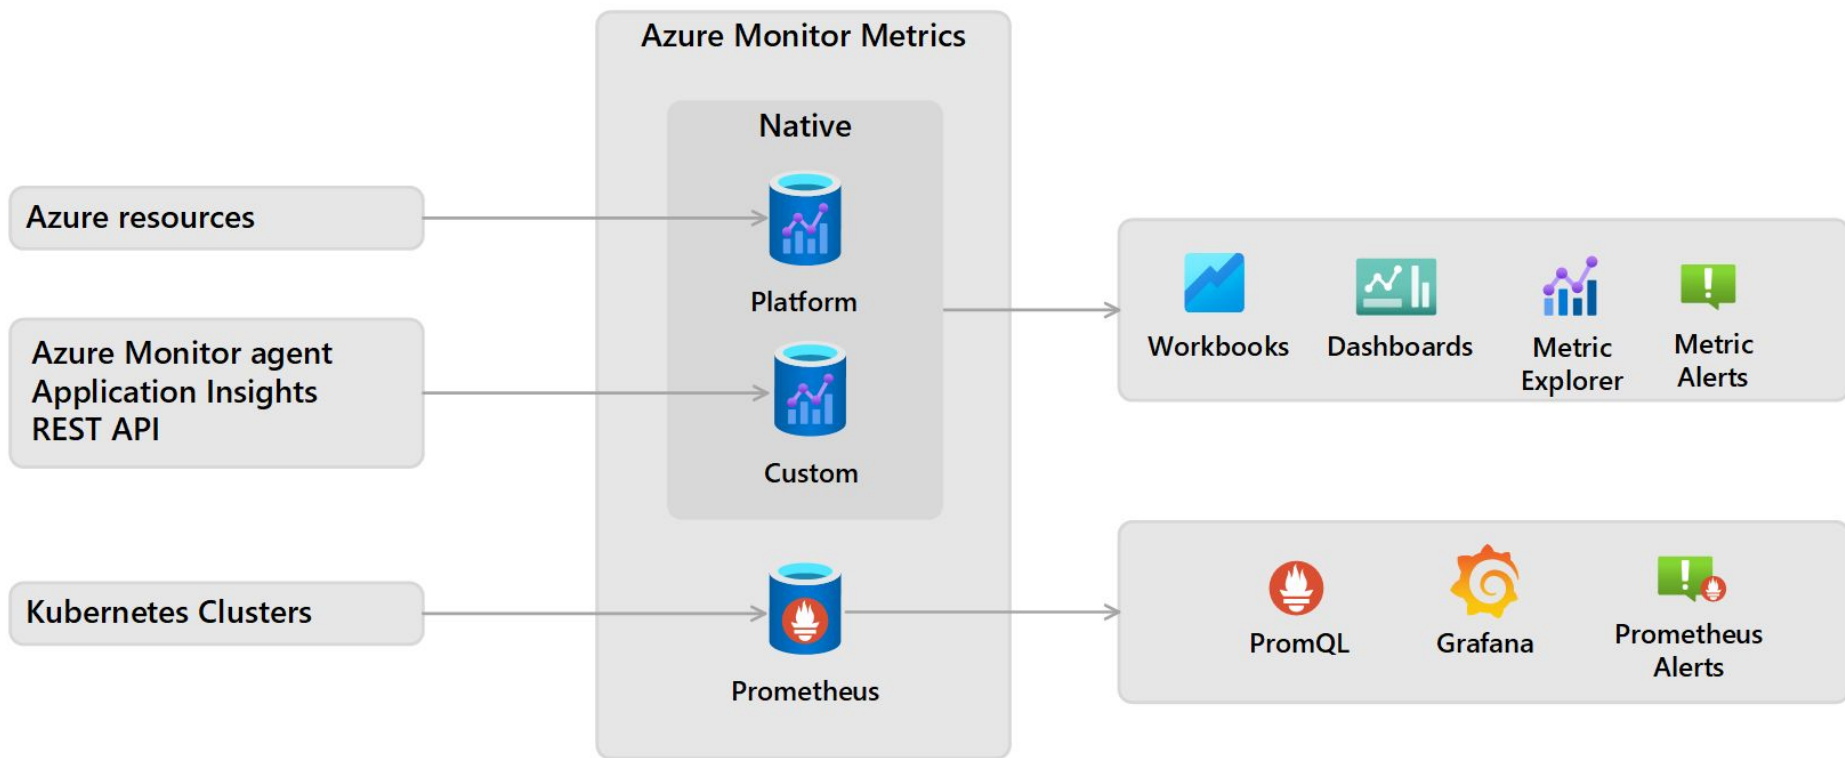 Azure Monitor Metrics
Native
Azure resources
Platform
Azure Monitor agent
Application Insights
REST API
Custom
Kubernetes Clusters
Prometheus
Workbooks
Dashboards
Metric
Explorer
Metric
Alerts
PromQL
Grafana
Prometheus
Alerts